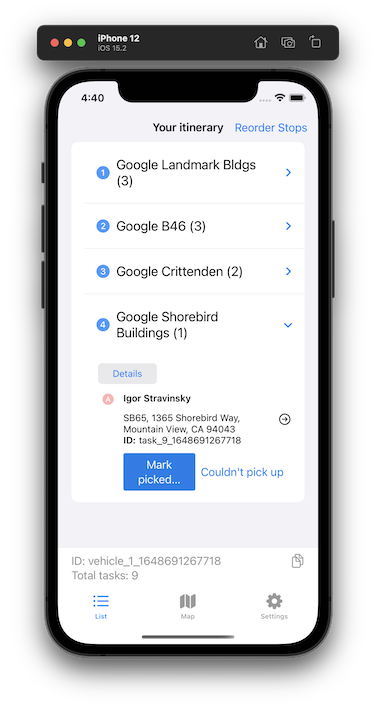 iPhone 12
iOS 15.2
4:40
Your itinerary
Reorder Stops
1
Google Landmark Bldgs
(3)
2
Google B46 (3)
3
Google Crittenden (2)
4
Google Shorebird
Buildings (1)
Details
A
Igor Stravinsky
SB65, 1365 Shorebird Way,
Mountain View, CA 94043
ID: task_9_1648691267718
Mark
picked...
Couldn't pick up
ID: vehicle_1_1648691267718
Total tasks: 9
List
Map
Settings